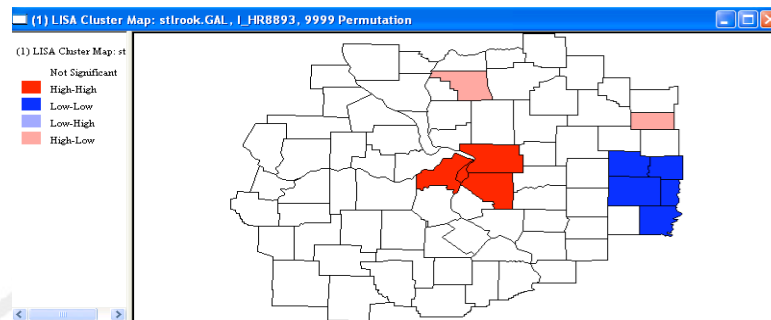 (1) LISA Cluster Map: stlrook.GAL, I_HR8893, 9999 Permutation
(1) LISA Cluster Map: st
Not Significant
High-High
Low-Low
Low-High
High-Low